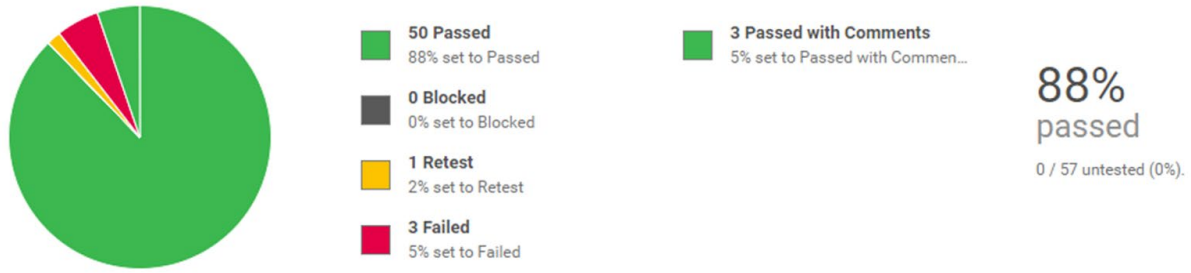 50 Passed
88% set to Passed
0 Blocked
0% set to Blocked
1 Retest
2% set to Retest
3 Failed
5% set to Failed
3 Passed with Comments
5% set to Passed with Commen...
88%
passed
0 / 57 untested (0%).